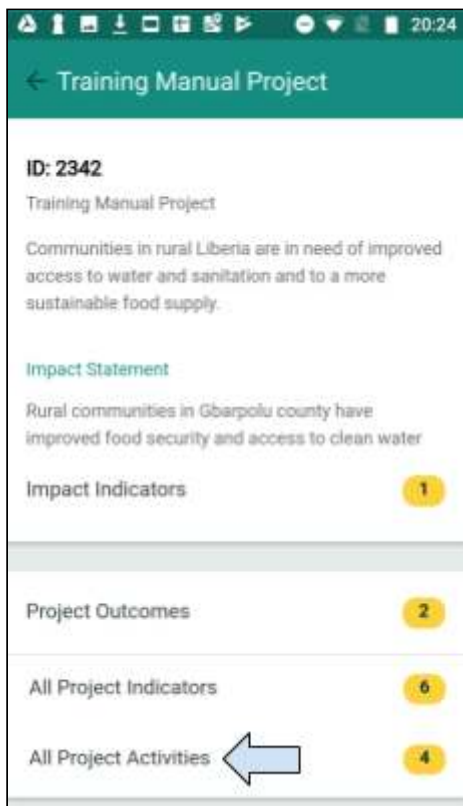 20:24
Training Manual Project
ID: 2342
Training Manual Project
Communities in rural Liberia are in need of improved
access to water and sanitation and to a more
sustainable food supply.
Impact Statement
Rural communities in Gbarpolu county have
improved food security and access to clean water
Impact Indicators 1
Project Outcomes 2
All Project Indicators 6
All Project Activities 4